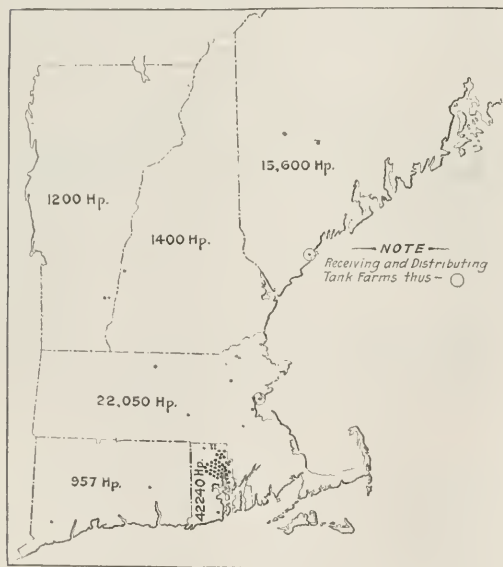 15,600 Hp.
1200 Hp.
1400 Hp.
NOTE
Receiving and Distributing
Tank Farms thus -
22,050 Hp.
957 Hp.
42240 Hp.